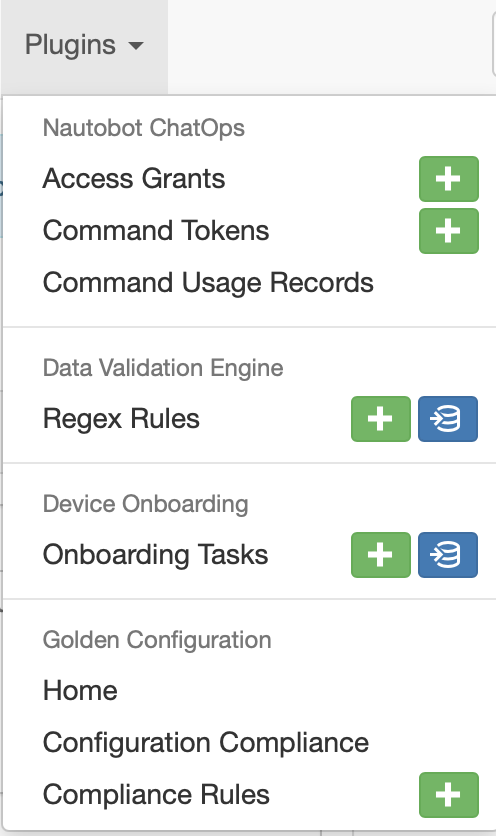 Plugins
Nautobot ChatOps
Access Grants
Command Tokens
Command Usage Records
Data Validation Engine
Regex Rules
Device Onboarding
Onboarding Tasks
Golden Configuration
Home
Configuration Compliance
Compliance Rules